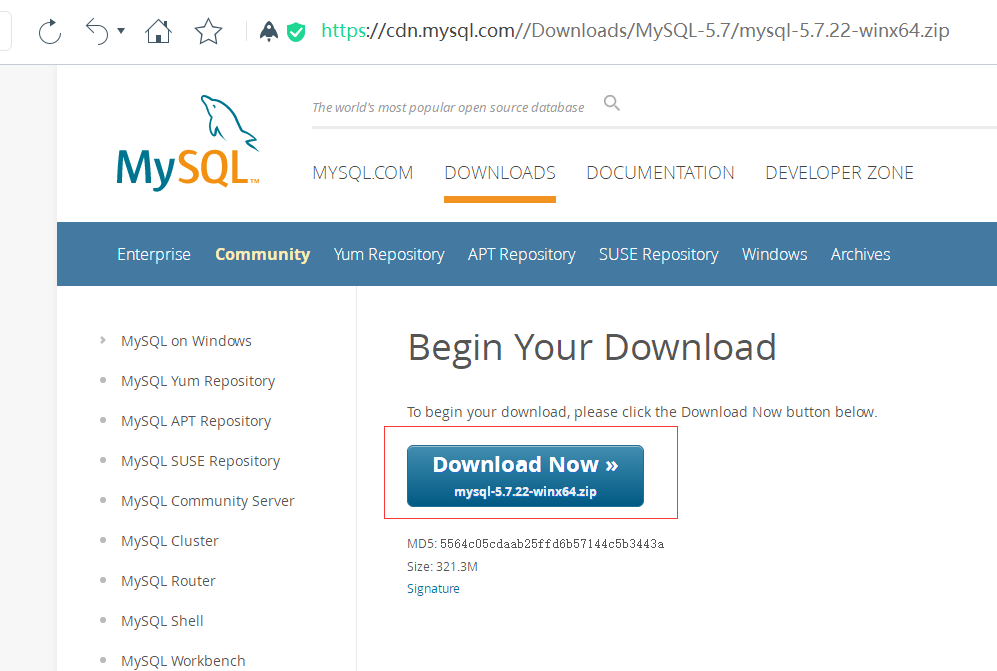 https://cdn.mysql.com//Downloads/MySQL-5.7/mysql-5.7.22-winx64.zip
The world's most popular open source database
MySQL™
MYSQL.COM DOWNLOADS DOCUMENTATION DEVELOPER ZONE
Enterprise Community Yum Repository APT Repository SUSE Repository Windows Archives
MySQL on Windows
MySQL Yum Repository
MySQL APT Repository
MySQL SUSE Repository
MySQL Community Server
MySQL Cluster
MySQL Router
MySQL Shell
MySQL Workbench
Begin Your Download
To begin your download, please click the Download Now button below.
Download Now »
mysql-5.7.22-winx64.zip
MD5: 5564c05cdaab25ffd6b57144c5b3443a
Size: 321.3M
Signature